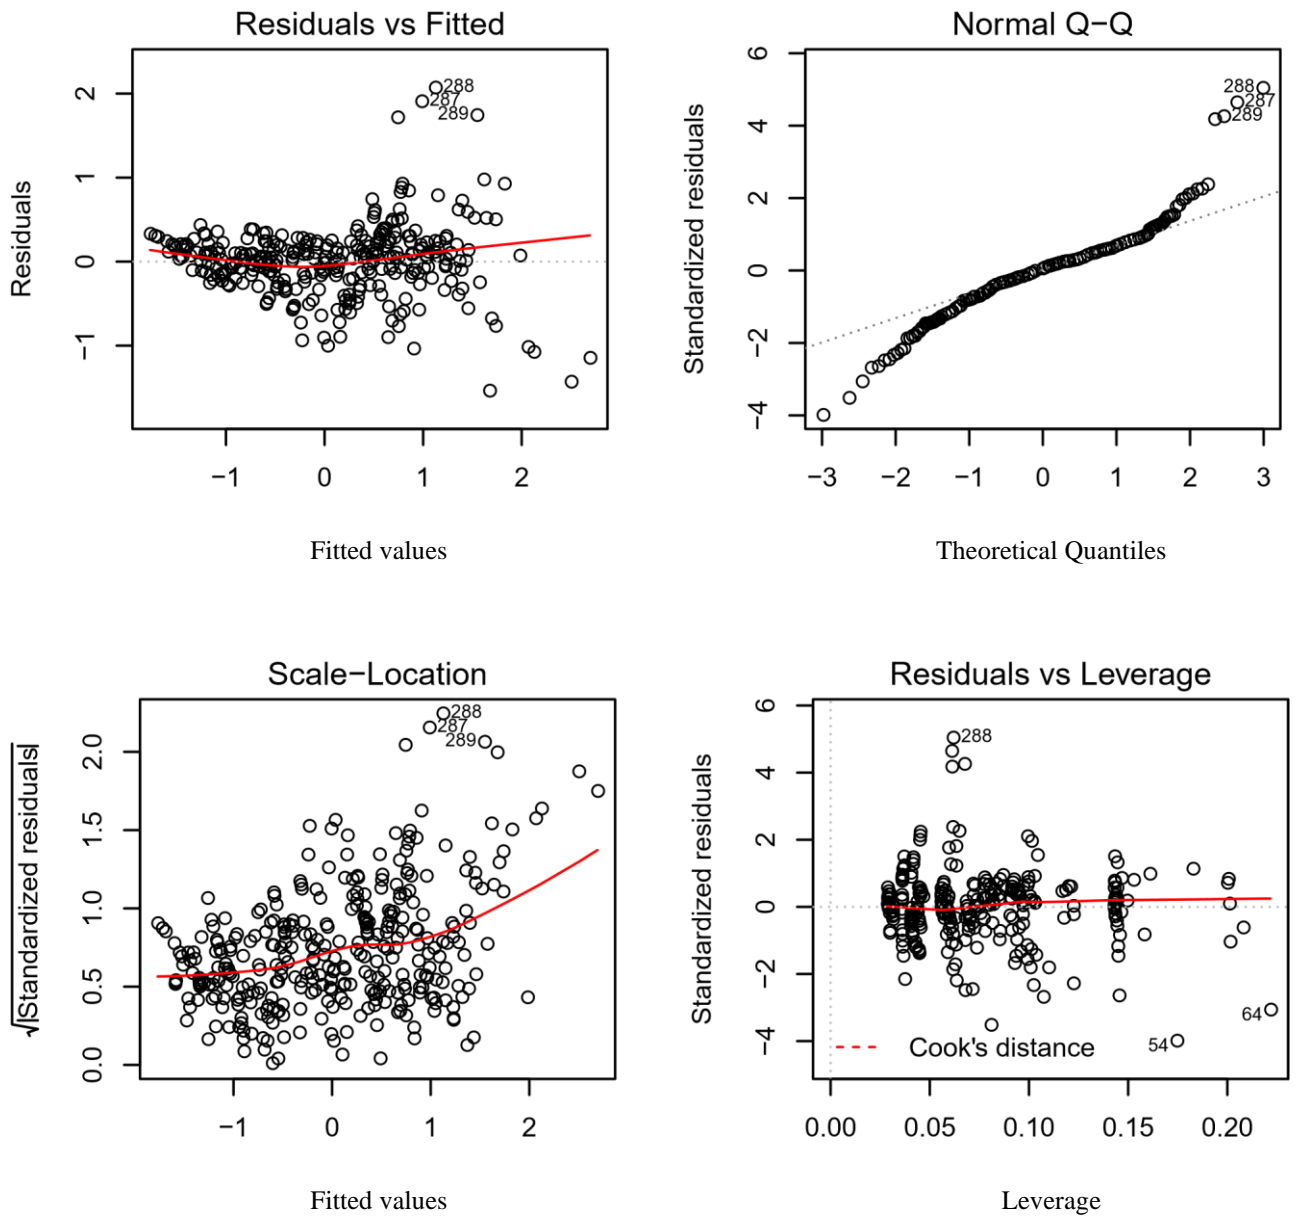 Residuals vs Fitted
Residuals
2
1
0
−1
288
287
289
−1 0 1 2
Fitted values
Normal Q−Q
Standardized residuals
6
4
2
0
−2
−4
288
287
289
−3 −2 −1 0 1 2 3
Theoretical Quantiles
Scale−Location
√|Standardized residuals|
2.0
1.5
1.0
0.5
0.0
288
287
289
−1 0 1 2
Fitted values
Residuals vs Leverage
Standardized residuals
6
4
2
0
−2
−4
288
64
54
Cook's distance
0.00 0.05 0.10 0.15 0.20
Leverage